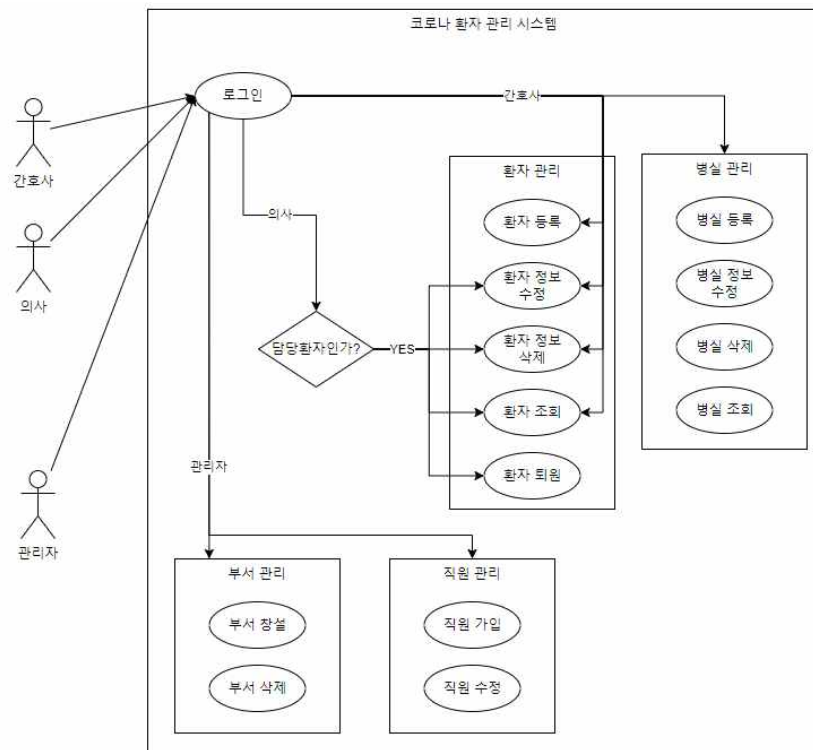 코로나 환자 관리 시스템
로그인
간호사
간호사
환자 관리
병실 관리
환자 등록
병실 등록
의사
의사
환자 정보
수정
병실 정보
수정
담당환자인가?
YES
환자 정보
삭제
병실 삭제
환자 조회
병실 조회
관리자
환자 퇴원
관리자
부서 관리
직원 관리
부서 창설
직원 가입
부서 삭제
직원 수정